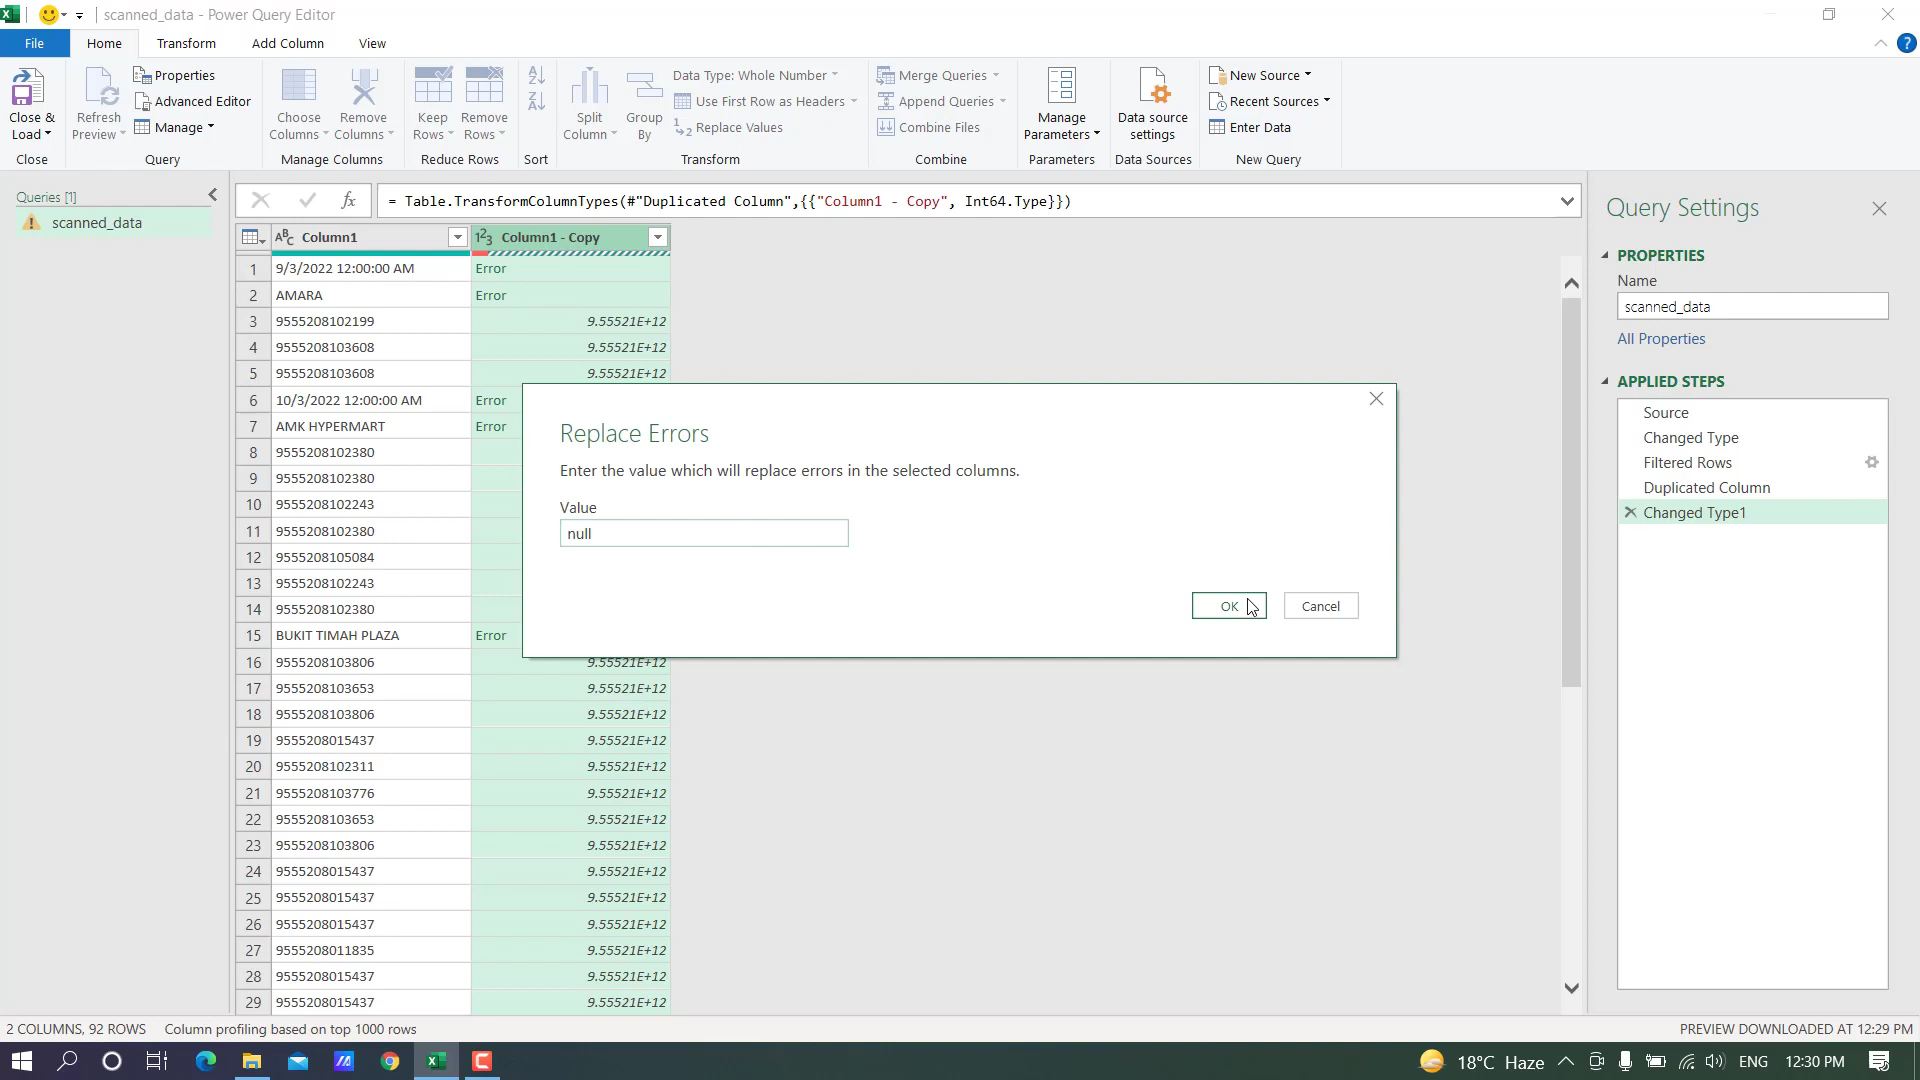 scanned_data - Power Query Editor
File Home Transform Add Column View
Close & Load
Close
Refresh Preview
Properties
Advanced Editor
Manage
Query
Choose Columns
Remove Columns
Manage Columns
Keep Rows
Remove Rows
Reduce Rows
Sort
Split Column
Group By
Data Type: Whole Number
Use First Row as Headers
Replace Values
Transform
Merge Queries
Append Queries
Combine Files
Combine
Manage Parameters
Parameters
Data source settings
Data Sources
New Source
Recent Sources
Enter Data
New Query
Queries [1]
scanned_data
fx = Table.TransformColumnTypes(#"Duplicated Column",{{"Column1 - Copy", Int64.Type}})
ABC Column1 123 Column1 - Copy
1 9/3/2022 12:00:00 AM Error
2 AMARA Error
3 9555208102199 9.55521E+12
4 9555208103608 9.55521E+12
5 9555208103608 9.55521E+12
6 10/3/2022 12:00:00 AM Error
7 AMK HYPERMART Error
8 9555208102380
9 9555208102380
10 9555208102243
11 9555208102380
12 9555208105084
13 9555208102243
14 9555208102380
15 BUKIT TIMAH PLAZA Error
16 9555208103806 9.55521E+12
17 9555208103653 9.55521E+12
18 9555208103806 9.55521E+12
19 9555208015437 9.55521E+12
20 9555208102311 9.55521E+12
21 9555208103776 9.55521E+12
22 9555208103653 9.55521E+12
23 9555208103806 9.55521E+12
24 9555208015437 9.55521E+12
25 9555208015437 9.55521E+12
26 9555208015437 9.55521E+12
27 9555208011835 9.55521E+12
28 9555208015437 9.55521E+12
29 9555208015437 9.55521E+12
Replace Errors
Enter the value which will replace errors in the selected columns.
Value
null
OK Cancel
Query Settings
PROPERTIES
Name
scanned_data
All Properties
APPLIED STEPS
Source
Changed Type
Filtered Rows
Duplicated Column
Changed Type1
2 COLUMNS, 92 ROWS Column profiling based on top 1000 rows PREVIEW DOWNLOADED AT 12:29 PM
18°C Haze ENG 12:30 PM